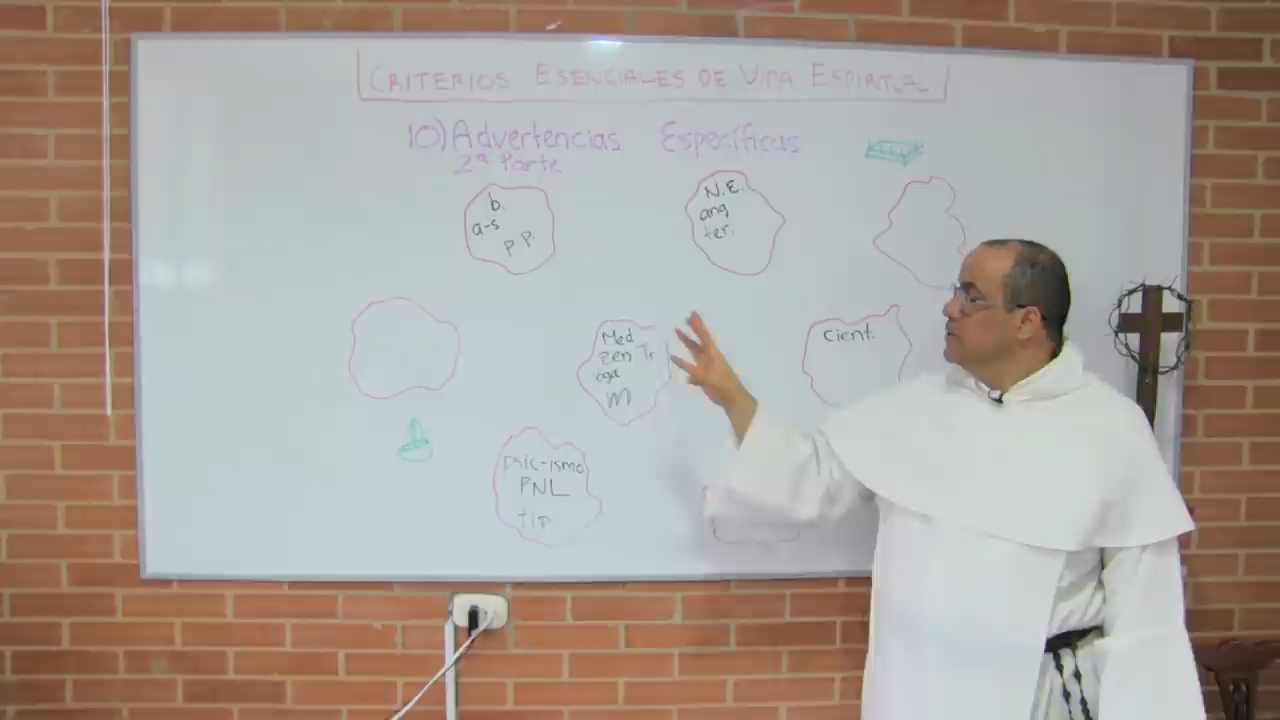 CRITERIOS ESENCIALES DE VIDA ESPIRITUAL
10) Advertencias Específicas
2ª Parte
b.
a-s
P P.
N.E.
ang
ter.
Med
zen Tr
yoga
M
cient.
psic-ismo
PNL